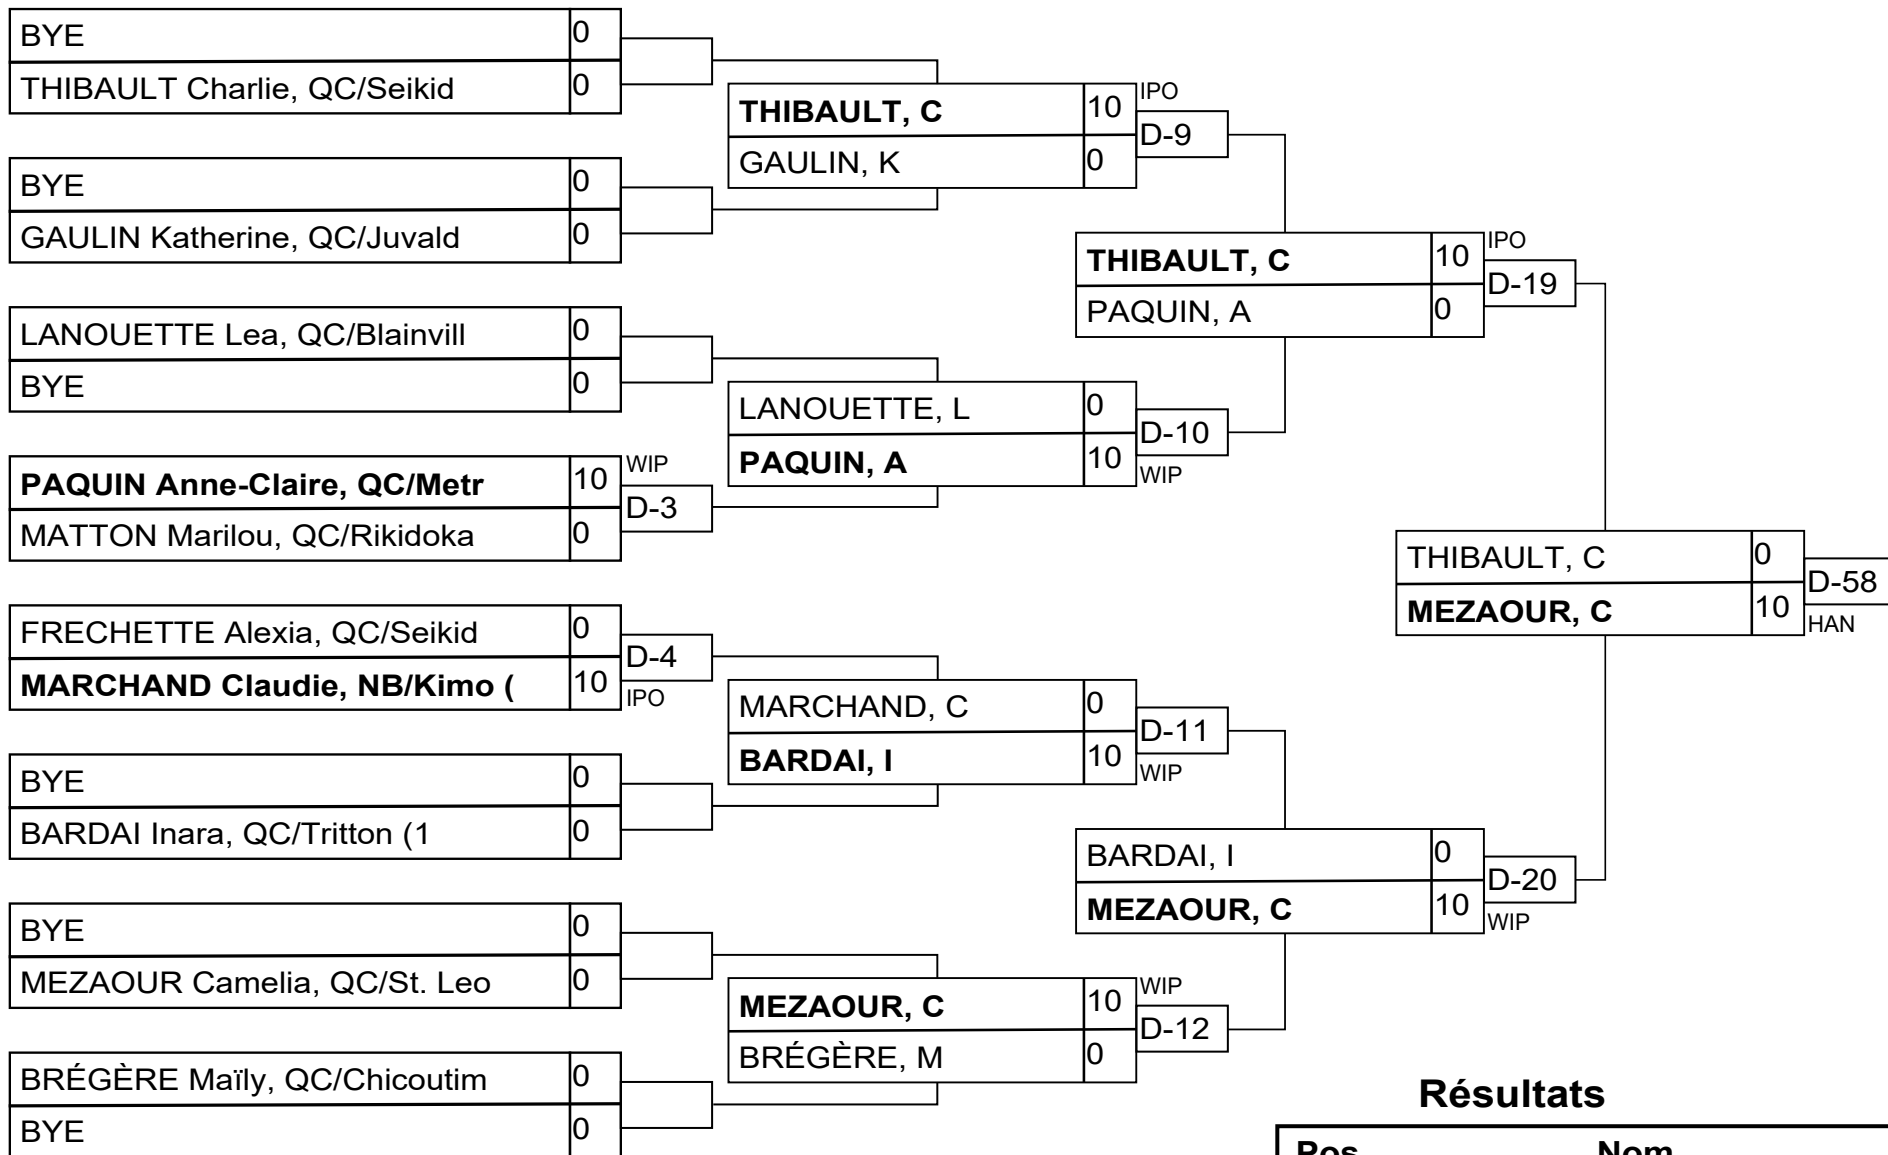 BYE 0
THIBAULT Charlie, QC/Seikid 0
BYE 0
GAULIN Katherine, QC/Juvald 0
LANOUETTE Lea, QC/Blainvill 0
BYE 0
PAQUIN Anne-Claire, QC/Metr 10 WIP
D-3
MATTON Marilou, QC/Rikidoka 0
FRECHETTE Alexia, QC/Seikid 0
D-4
MARCHAND Claudie, NB/Kimo ( 10 IPO
BYE 0
BARDAI Inara, QC/Tritton (1 0
BYE 0
MEZAOUR Camelia, QC/St. Leo 0
BRÉGÈRE Maïly, QC/Chicoutim 0
BYE 0
THIBAULT, C 10 IPO
D-9
GAULIN, K 0
LANOUETTE, L 0
D-10
PAQUIN, A 10 WIP
MARCHAND, C 0
D-11
BARDAI, I 10 WIP
MEZAOUR, C 10 WIP
D-12
BRÉGÈRE, M 0
THIBAULT, C 10 IPO
D-19
PAQUIN, A 0
BARDAI, I 0
D-20
MEZAOUR, C 10 WIP
THIBAULT, C 0
D-58
MEZAOUR, C 10 HAN
Résultats
Pos Nom